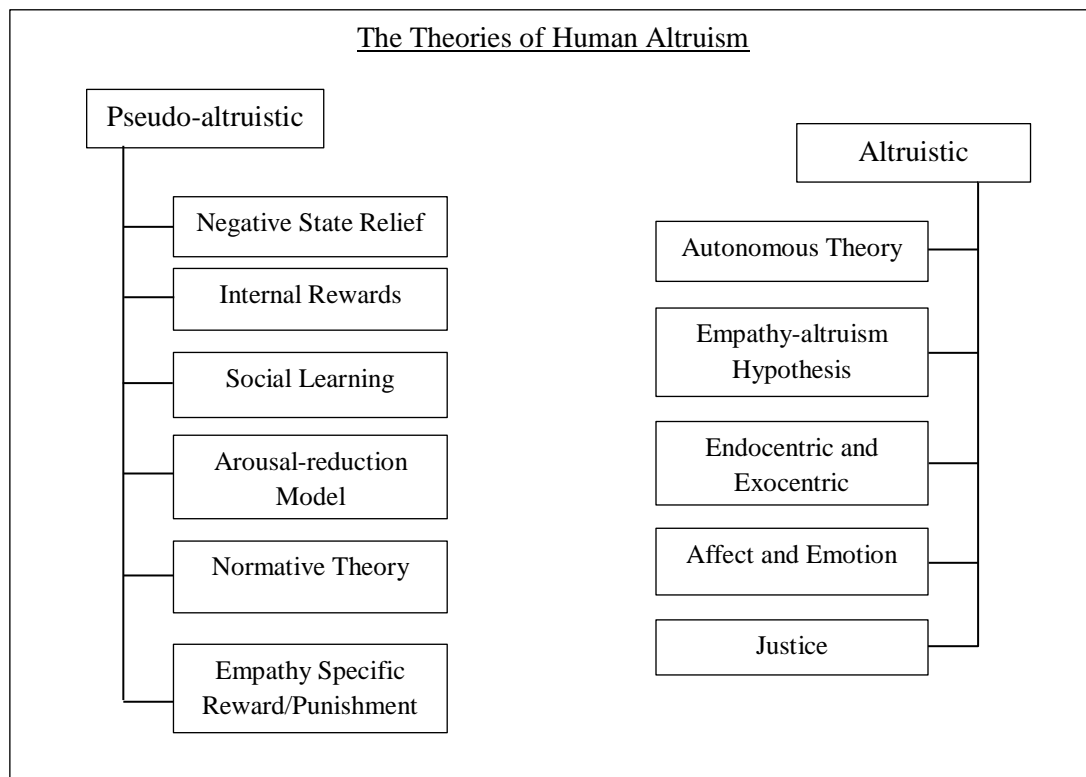 The Theories of Human Altruism
Pseudo-altruistic
Negative State Relief
Internal Rewards
Social Learning
Arousal-reduction
Model
Normative Theory
Empathy Specific
Reward/Punishment
Altruistic
Autonomous Theory
Empathy-altruism
Hypothesis
Endocentric and
Exocentric
Affect and Emotion
Justice